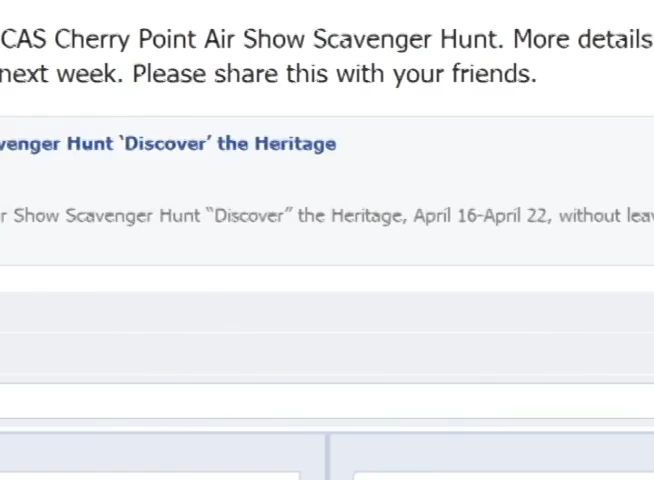 CAS Cherry Point Air Show Scavenger Hunt. More details
next week. Please share this with your friends.
venger Hunt ‘Discover’ the Heritage
r Show Scavenger Hunt “Discover” the Heritage, April 16-April 22, without lea